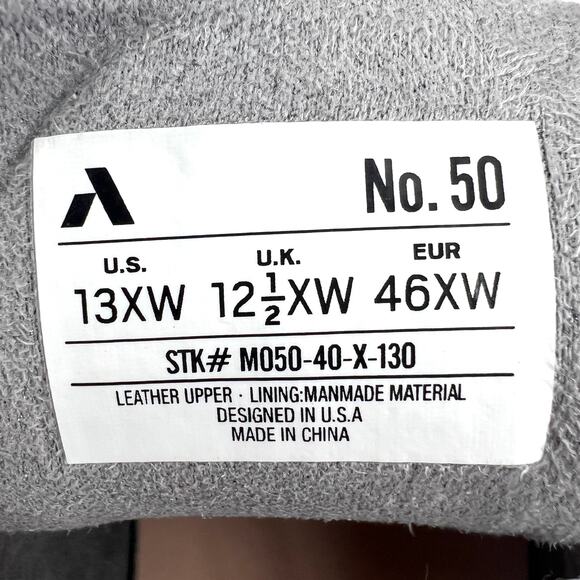 No. 50
U.S. U.K. EUR
13XW 12½XW 46XW
STK# M050-40-X-130
LEATHER UPPER · LINING:MANMADE MATERIAL
DESIGNED IN U.S.A
MADE IN CHINA